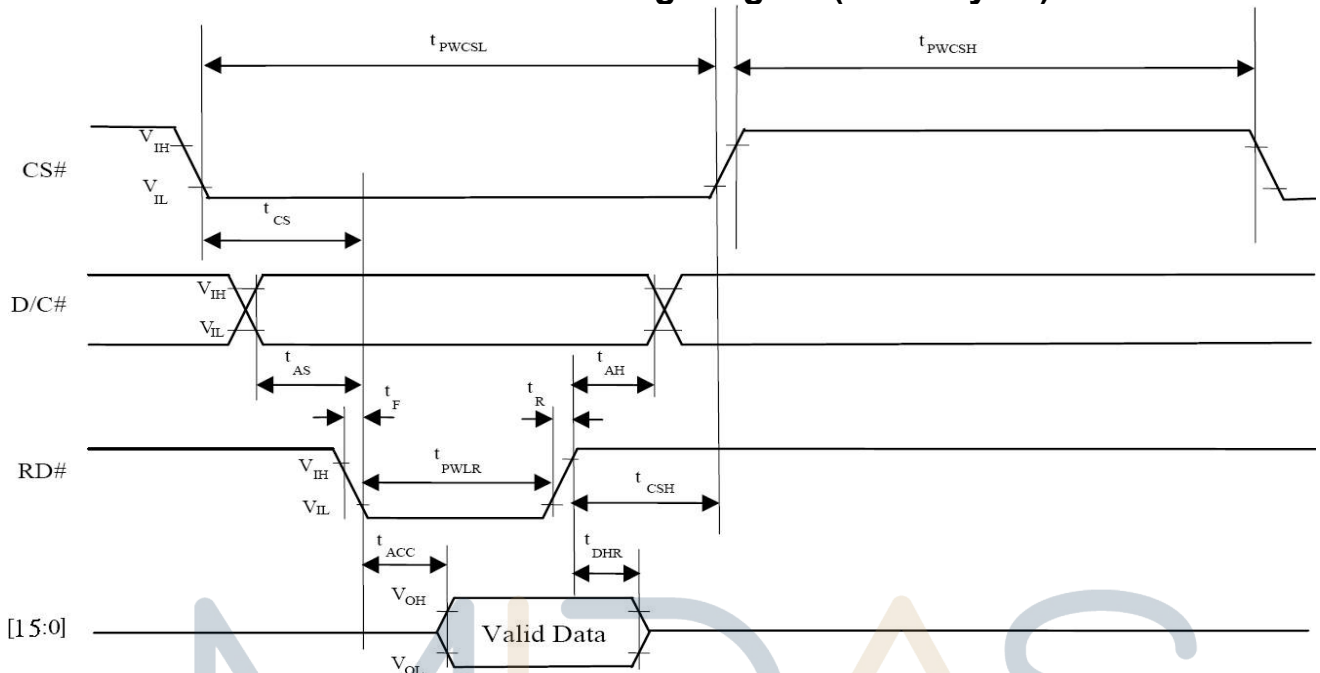 t PWCSL
t PWCSH
CS#
V IH
V IL
t CS
D/C#
V IH
V IL
t AS
t F
t R
t AH
RD#
V IH
V IL
t PWLR
t CSH
t ACC
t DHR
[15:0]
V OH
Valid Data
V OL
MIDAS